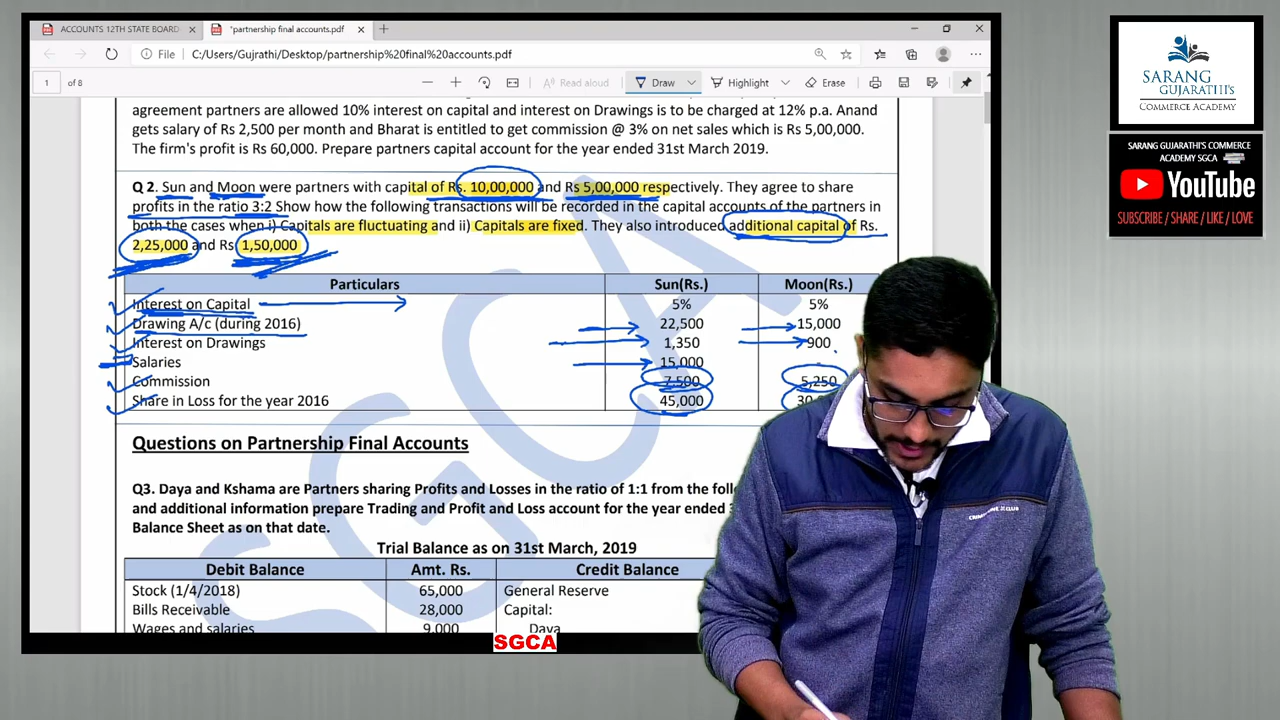 ACCOUNTS 12TH STATE BOARD
*partnership final accounts.pdf
File
C:/Users/Gujrathi/Desktop/partnership%20final%20accounts.pdf
1 of 8
Read aloud
Draw
Highlight
Erase
agreement partners are allowed 10% interest on capital and interest on Drawings is to be charged at 12% p.a. Anand
gets salary of Rs 2,500 per month and Bharat is entitled to get commission @ 3% on net sales which is Rs 5,00,000.
The firm's profit is Rs 60,000. Prepare partners capital account for the year ended 31st March 2019.
Q 2. Sun and Moon were partners with capital of Rs. 10,00,000 and Rs 5,00,000 respectively. They agree to share
profits in the ratio 3:2 Show how the following transactions will be recorded in the capital accounts of the partners in
both the cases when i) Capitals are fluctuating and ii) Capitals are fixed. They also introduced additional capital of Rs.
2,25,000 and Rs 1,50,000
Particulars Sun(Rs.) Moon(Rs.)
Interest on Capital 5% 5%
Drawing A/c (during 2016) 22,500 15,000
Interest on Drawings 1,350 900
Salaries 15,000
Commission 7,500 5,250
Share in Loss for the year 2016 45,000
Questions on Partnership Final Accounts
Q3. Daya and Kshama are Partners sharing Profits and Losses in the ratio of 1:1 from the
and additional information prepare Trading and Profit and Loss account for the year ended
Balance Sheet as on that date.
Trial Balance as on 31st March, 2019
Debit Balance Amt. Rs. Credit Balance
Stock (1/4/2018) 65,000 General Reserve
Bills Receivable 28,000 Capital:
Wages and salaries 9,000 Daya
SGCA
SGCA
SARANG
GUJARATHI'S
COMMERCE ACADEMY
SARANG GUJARATHI'S COMMERCE
ACADEMY SGCA
YouTube
SUBSCRIBE / SHARE / LIKE / LOVE